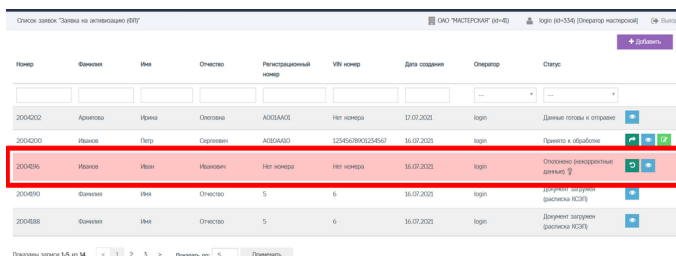 Список заявок "Заявка на активизацию (ФЛ)" ОАО "МАСТЕРСКАЯ" (id=41) login (id=334) [Оператор мастерской] Выход
+ Добавить
Номер Фамилия Имя Отчество Регистрационный номер VIN номер Дата создания Оператор Статус
... ...
2004202 Архипова Ирина Олеговна А001АА01 Нет номера 17.07.2021 login Данные готовы к отправке
2004200 Иванов Петр Сергеевич А010АА10 12345678901234567 16.07.2021 login Принято к обработке
2004196 Иванов Иван Иванович Нет номера Нет номера 16.07.2021 login Отклонено (некорректные данные)
2004190 Фамилия Имя Отчество 5 6 16.07.2021 login Документ загружен (расписка КСЭП)
2004188 Фамилия Имя Отчество 5 6 16.07.2021 login Документ загружен (расписка КСЭП)
Показаны записи 1-5 из 14 < 1 2 3 > Показать по: 5 Применить